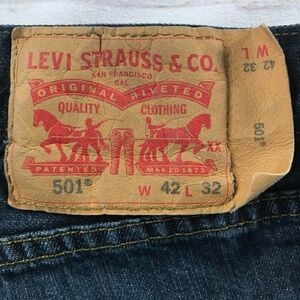 LEVI STRAUSS & CO.
SAN FRANCISCO
CAL.
ORIGINAL RIVETED
QUALITY CLOTHING
XX
PATENTED MAY 20 1873
501® W 42 L 32
W L
42 32
501®